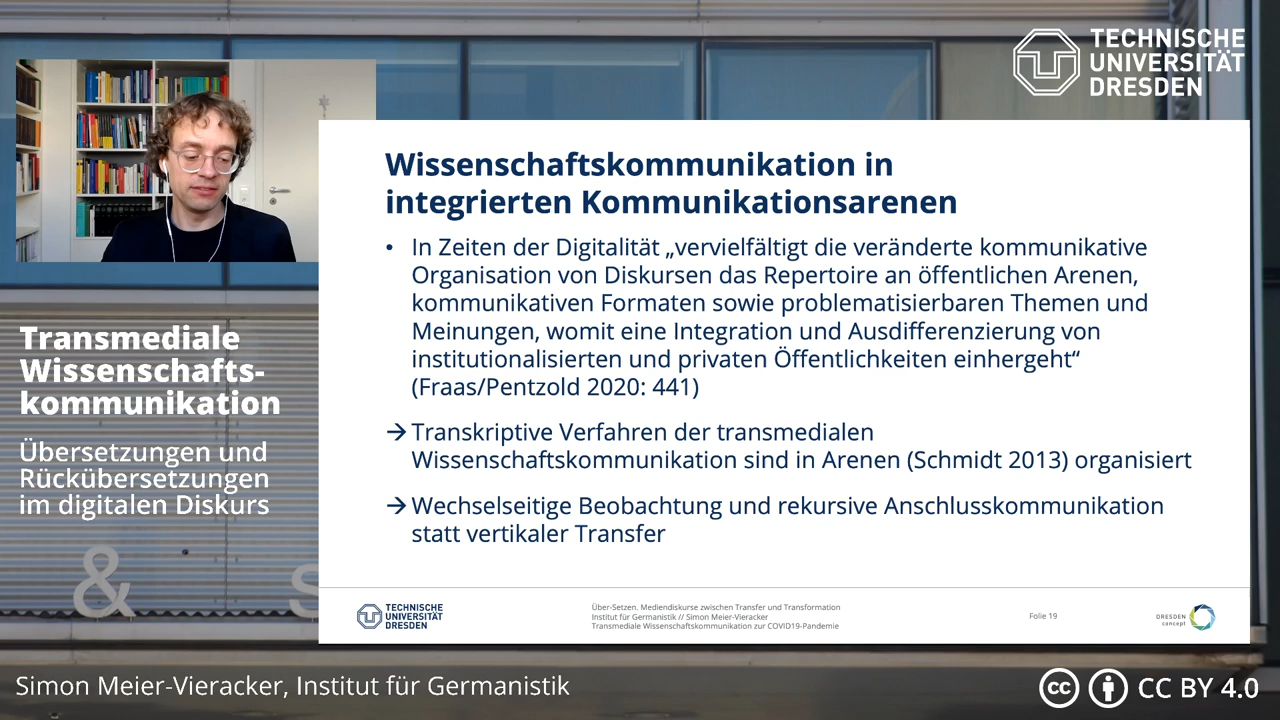 TECHNISCHE
UNIVERSITÄT
DRESDEN
Wissenschaftskommunikation in
integrierten Kommunikationsarenen
• In Zeiten der Digitalität „vervielfältigt die veränderte kommunikative
Organisation von Diskursen das Repertoire an öffentlichen Arenen,
kommunikativen Formaten sowie problematisierbaren Themen und
Meinungen, womit eine Integration und Ausdifferenzierung von
institutionalisierten und privaten Öffentlichkeiten einhergeht“
(Fraas/Pentzold 2020: 441)
→ Transkriptive Verfahren der transmedialen
Wissenschaftskommunikation sind in Arenen (Schmidt 2013) organisiert
→ Wechselseitige Beobachtung und rekursive Anschlusskommunikation
statt vertikaler Transfer
Transmediale
Wissenschafts-
kommunikation
Übersetzungen und
Rückübersetzungen
im digitalen Diskurs
& s
TECHNISCHE
UNIVERSITÄT
DRESDEN
Über-Setzen. Mediendiskurse zwischen Transfer und Transformation
Institut für Germanistik // Simon Meier-Vieracker
Transmediale Wissenschaftskommunikation zur COVID19-Pandemie
Folie 19
DRESDEN
concept
Simon Meier-Vieracker, Institut für Germanistik
cc CC BY 4.0